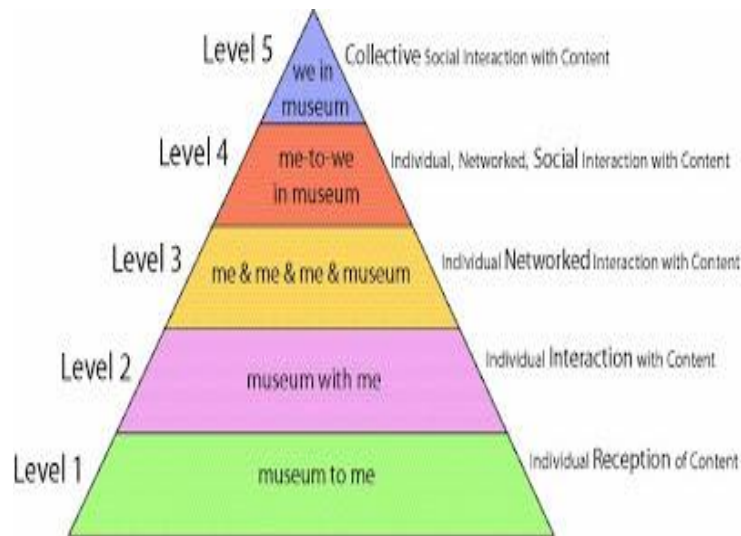 Level 5
we in
museum
Collective Social Interaction with Content
Level 4
me-to-we
in museum
Individual, Networked, Social Interaction with Content
Level 3
me & me & me & museum
Individual Networked Interaction with Content
Level 2
museum with me
Individual Interaction with Content
Level 1
museum to me
Individual Reception of Content